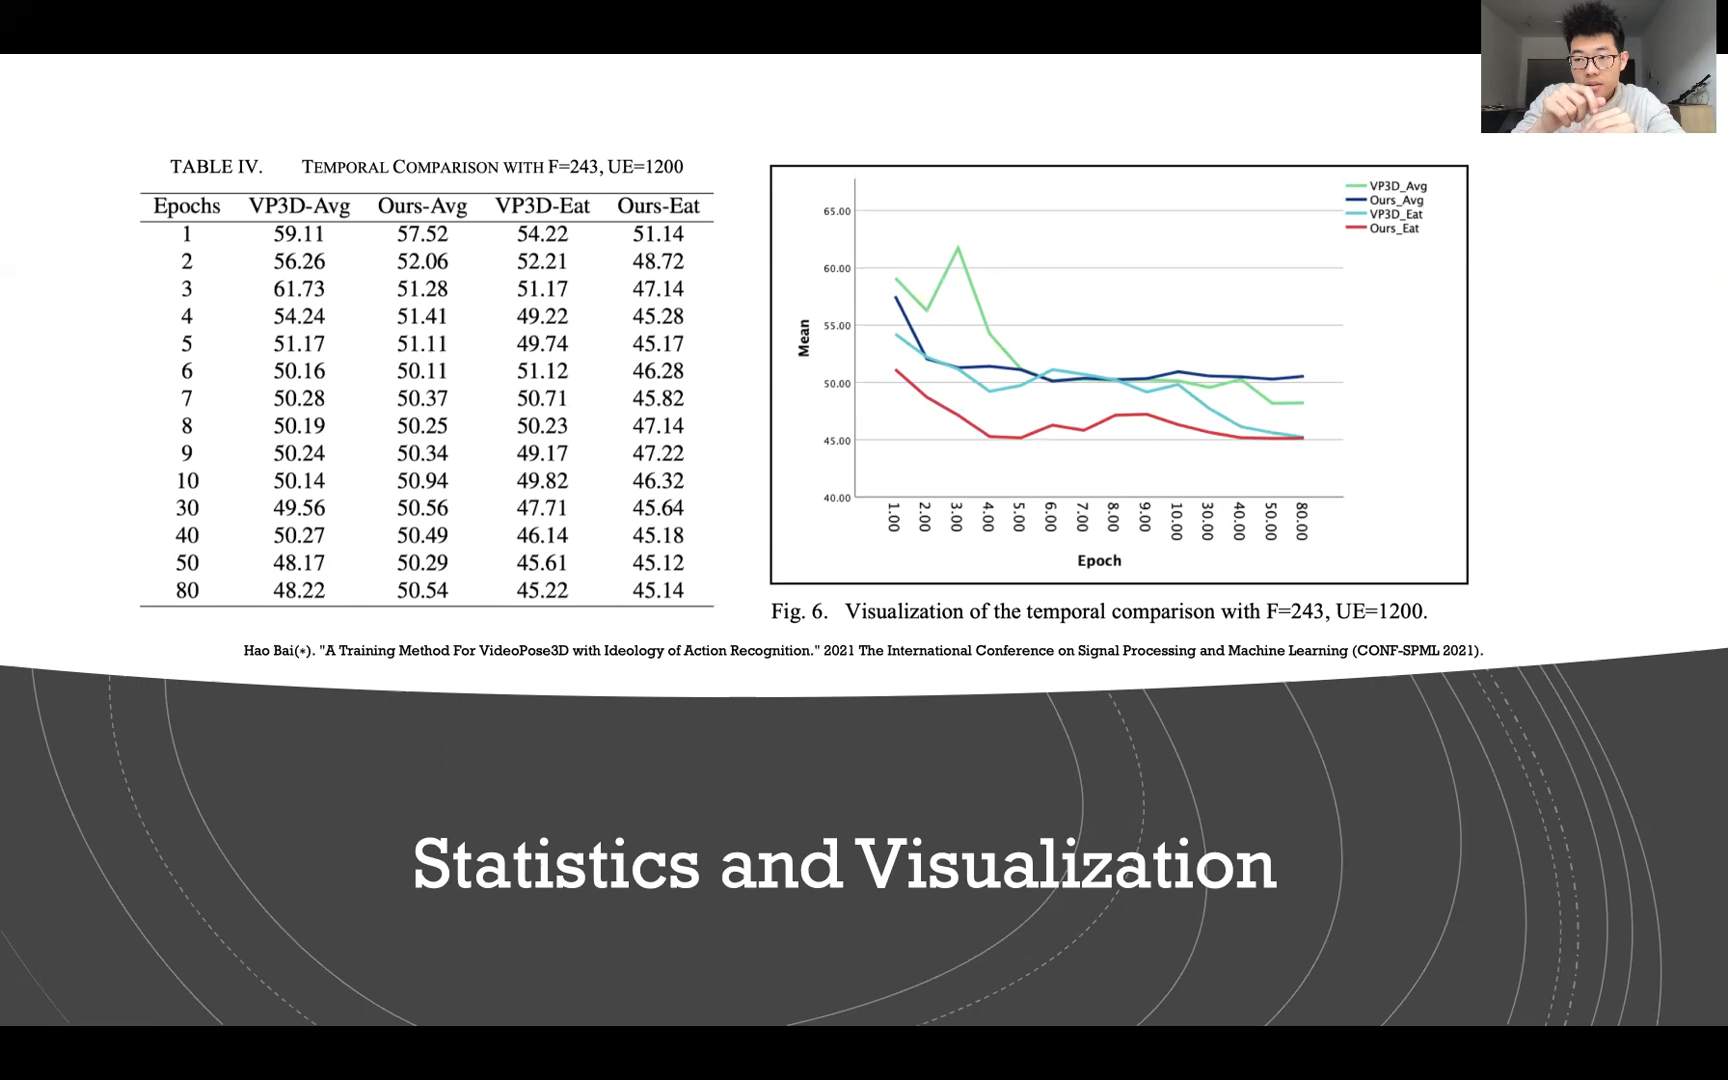 TABLE IV. TEMPORAL COMPARISON WITH F=243, UE=1200
Epochs VP3D-Avg Ours-Avg VP3D-Eat Ours-Eat
1 59.11 57.52 54.22 51.14
2 56.26 52.06 52.21 48.72
3 61.73 51.28 51.17 47.14
4 54.24 51.41 49.22 45.28
5 51.17 51.11 49.74 45.17
6 50.16 50.11 51.12 46.28
7 50.28 50.37 50.71 45.82
8 50.19 50.25 50.23 47.14
9 50.24 50.34 49.17 47.22
10 50.14 50.94 49.82 46.32
30 49.56 50.56 47.71 45.64
40 50.27 50.49 46.14 45.18
50 48.17 50.29 45.61 45.12
80 48.22 50.54 45.22 45.14
VP3D_Avg
Ours_Avg
VP3D_Eat
Ours_Eat
65.00
60.00
55.00
50.00
45.00
40.00
Mean
1.00 2.00 3.00 4.00 5.00 6.00 7.00 8.00 9.00 10.00 30.00 40.00 50.00 80.00
Epoch
Fig. 6. Visualization of the temporal comparison with F=243, UE=1200.
Hao Bai(*). "A Training Method For VideoPose3D with Ideology of Action Recognition." 2021 The International Conference on Signal Processing and Machine Learning (CONF-SPML 2021).
Statistics and Visualization